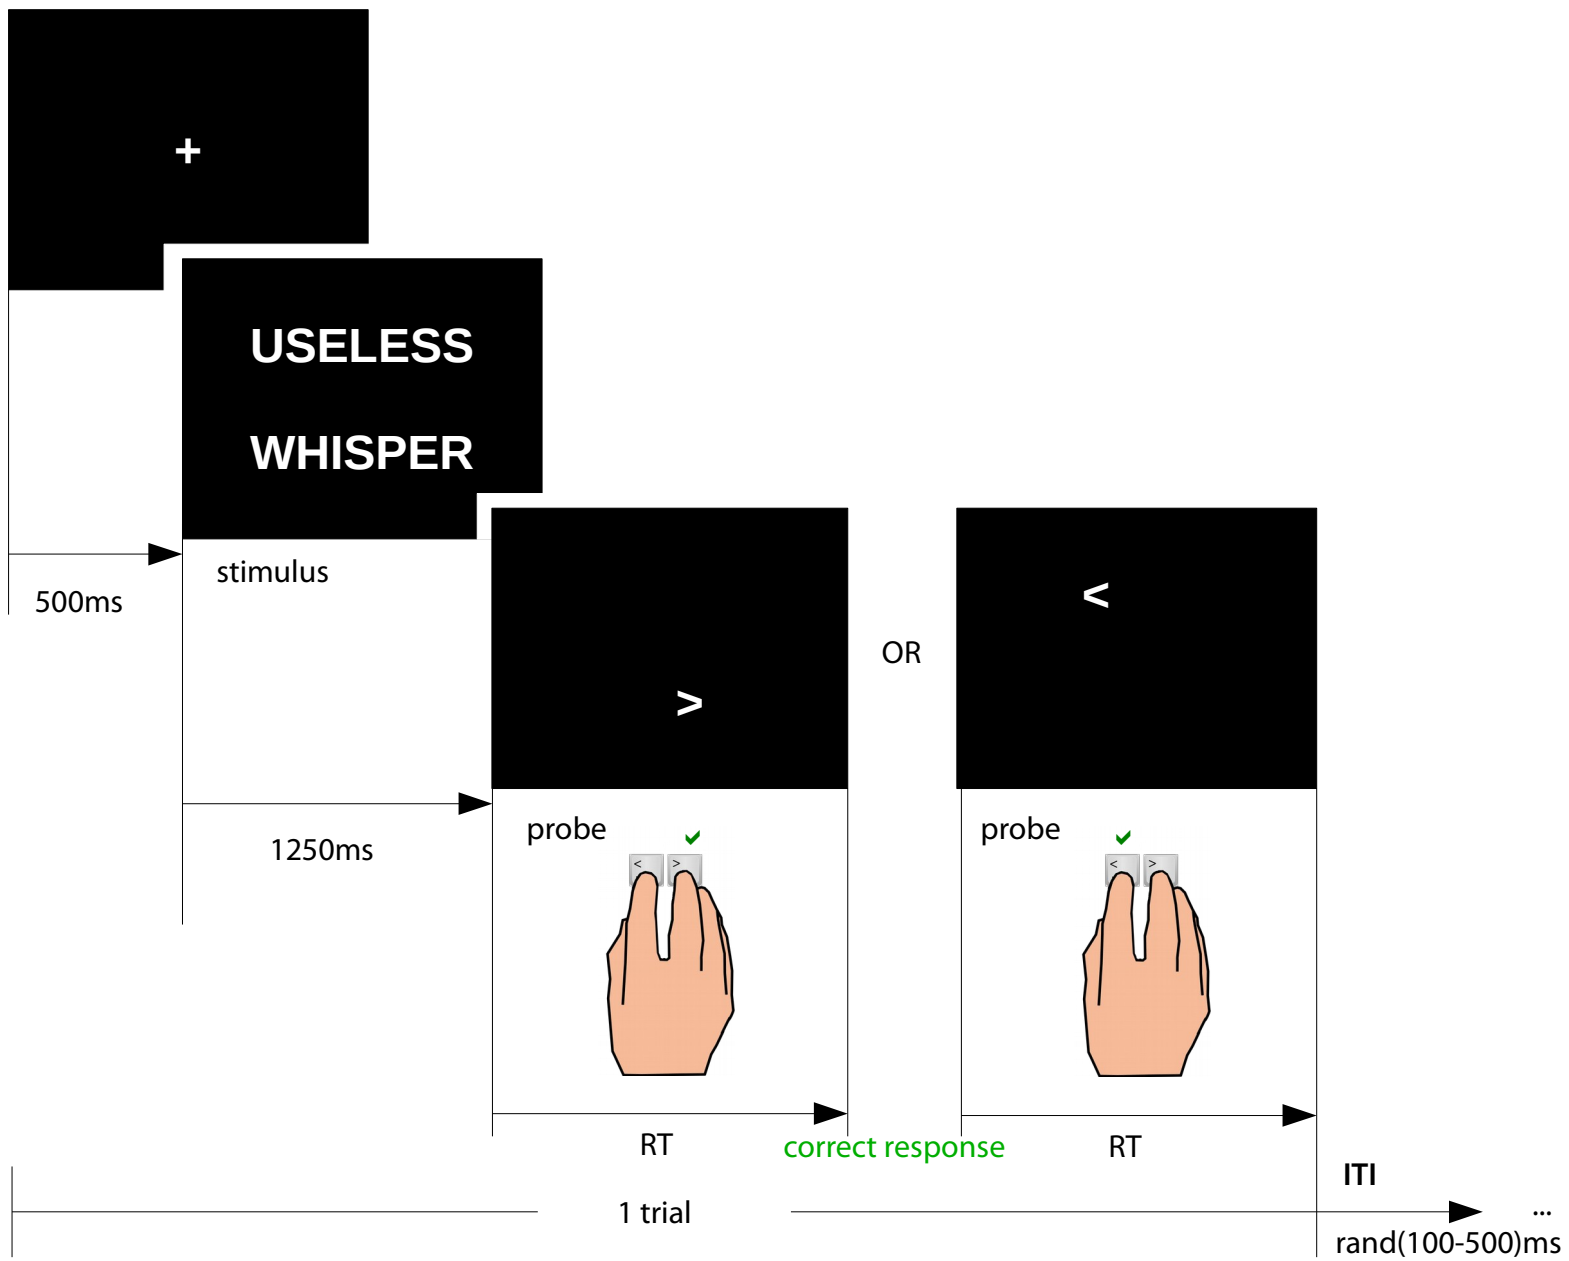 +
USELESS
WHISPER
stimulus
500ms
>
OR
<
1250ms
probe
< >
probe
< >
RT
correct response
RT
ITI
1 trial
...
rand(100-500)ms